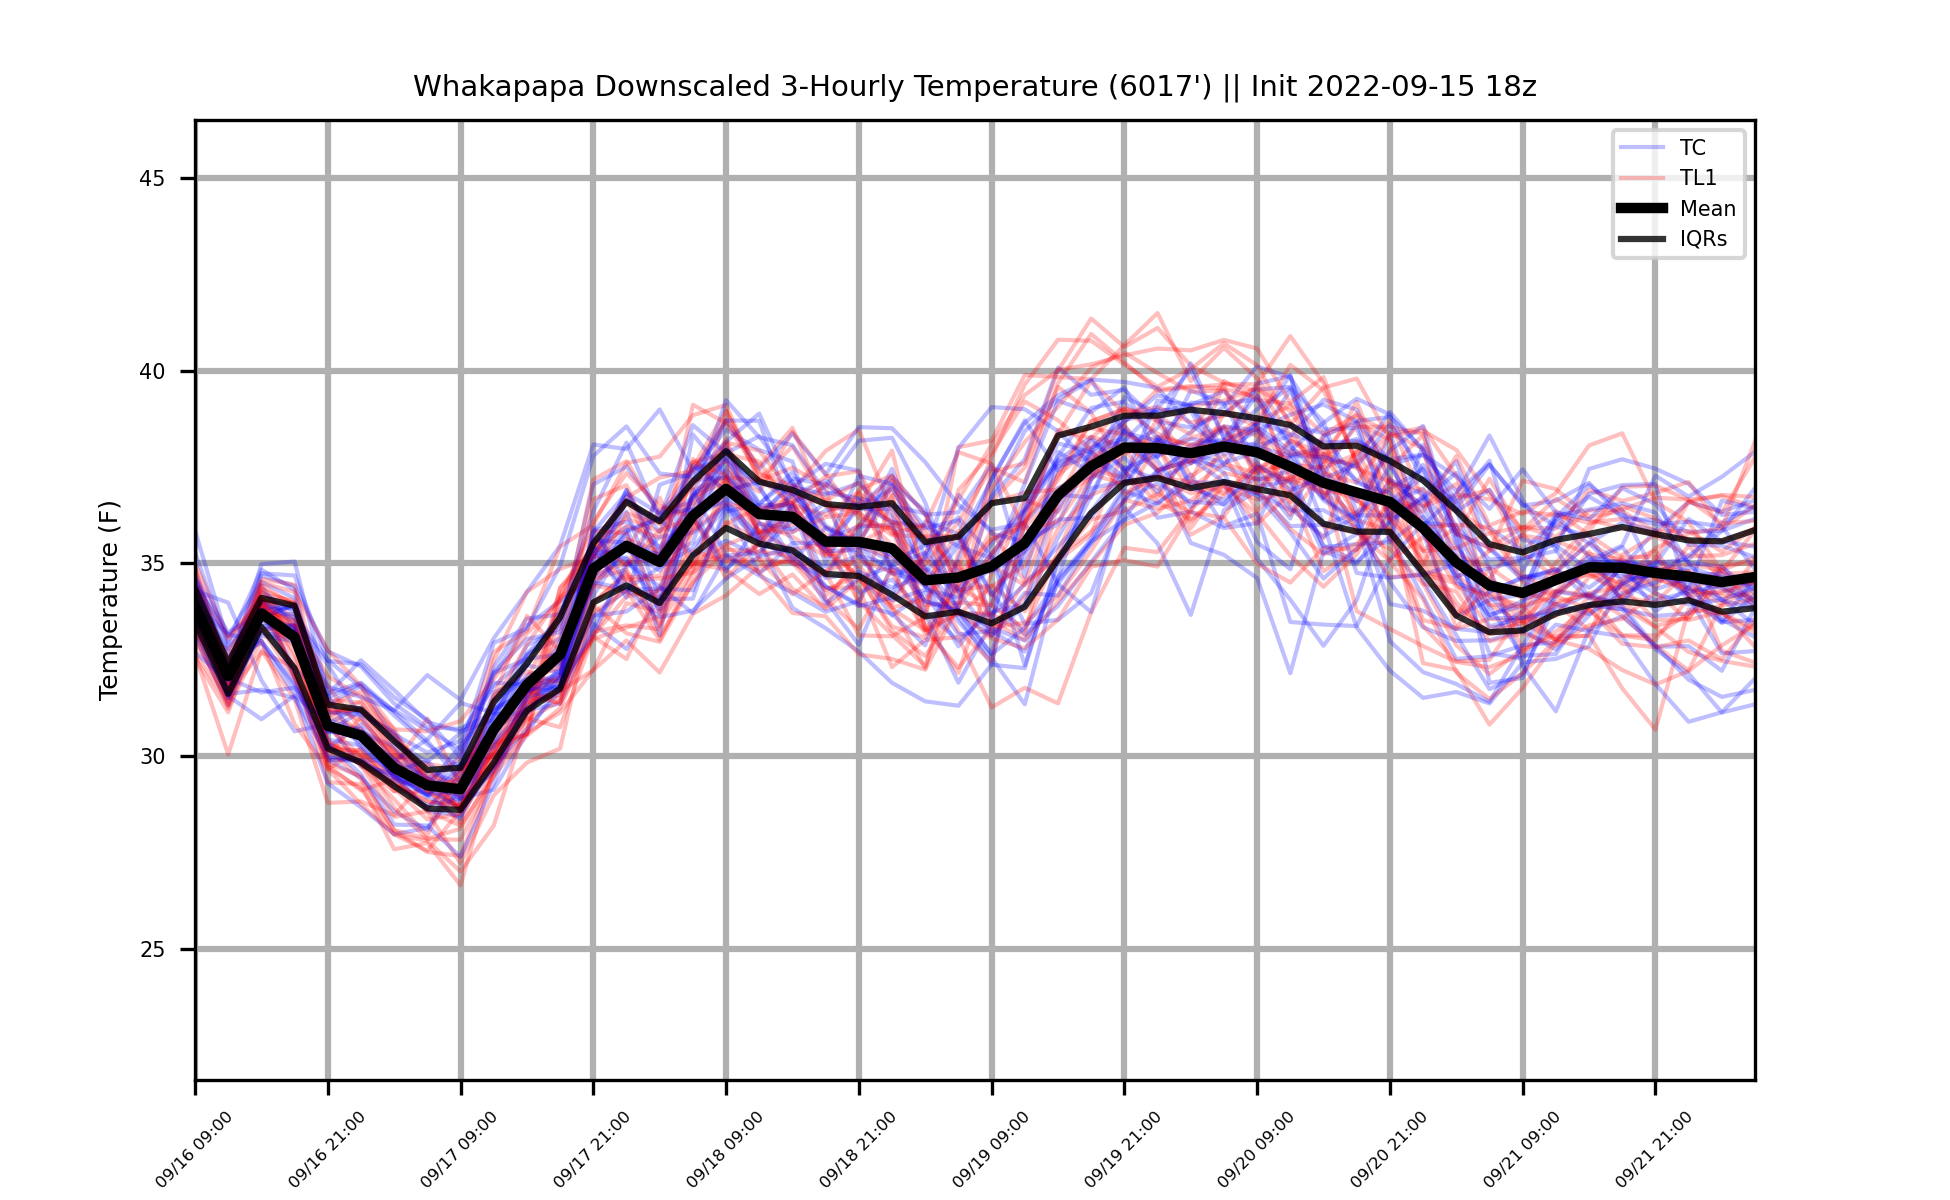 Whakapapa Downscaled 3-Hourly Temperature (6017') || Init 2022-09-15 18z
TC
TL1
Mean
IQRs
Temperature (F)
45
40
35
30
25
09/16 09:00
09/16 21:00
09/17 09:00
09/17 21:00
09/18 09:00
09/18 21:00
09/19 09:00
09/19 21:00
09/20 09:00
09/20 21:00
09/21 09:00
09/21 21:00